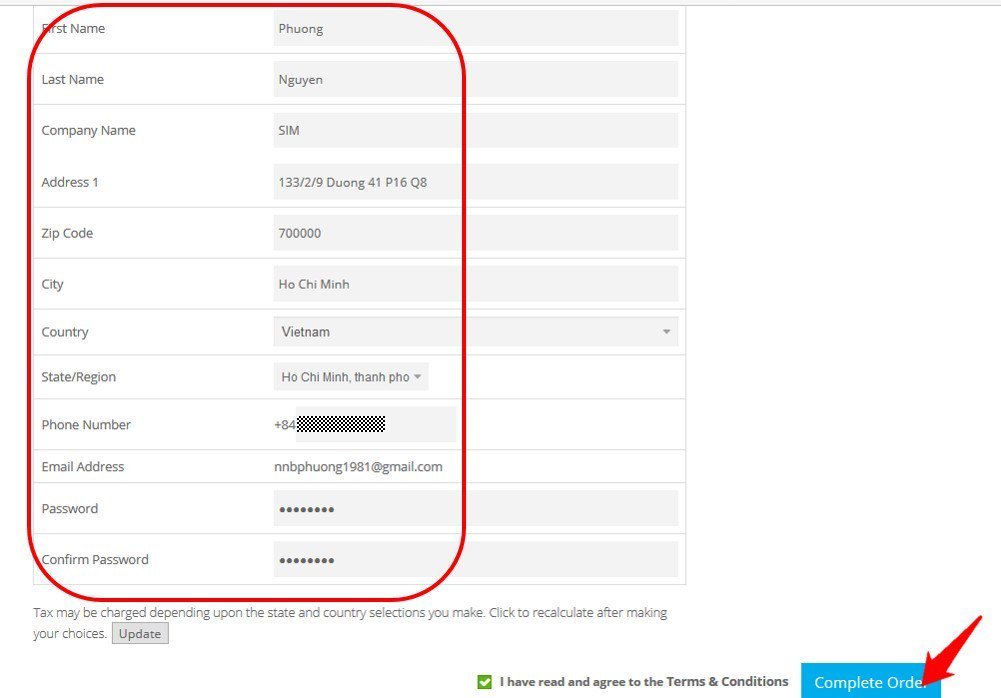 First Name Phuong
Last Name Nguyen
Company Name SIM
Address 1 133/2/9 Duong 41 P16 Q8
Zip Code 700000
City Ho Chi Minh
Country Vietnam
State/Region Ho Chi Minh, thanh pho
Phone Number +84
Email Address nnbphuong1981@gmail.com
Password ••••••••
Confirm Password ••••••••
Tax may be charged depending upon the state and country selections you make. Click to recalculate after making
your choices. Update
I have read and agree to the Terms & Conditions Complete Order